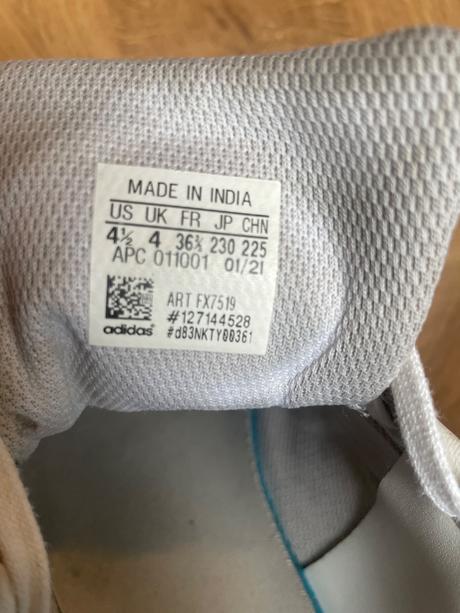 MADE IN INDIA
US UK FR JP CHN
4½ 4 36⅔ 230 225
APC 011001 01/21
ART FX7519
#127144528
adidas #d83NKTY00361